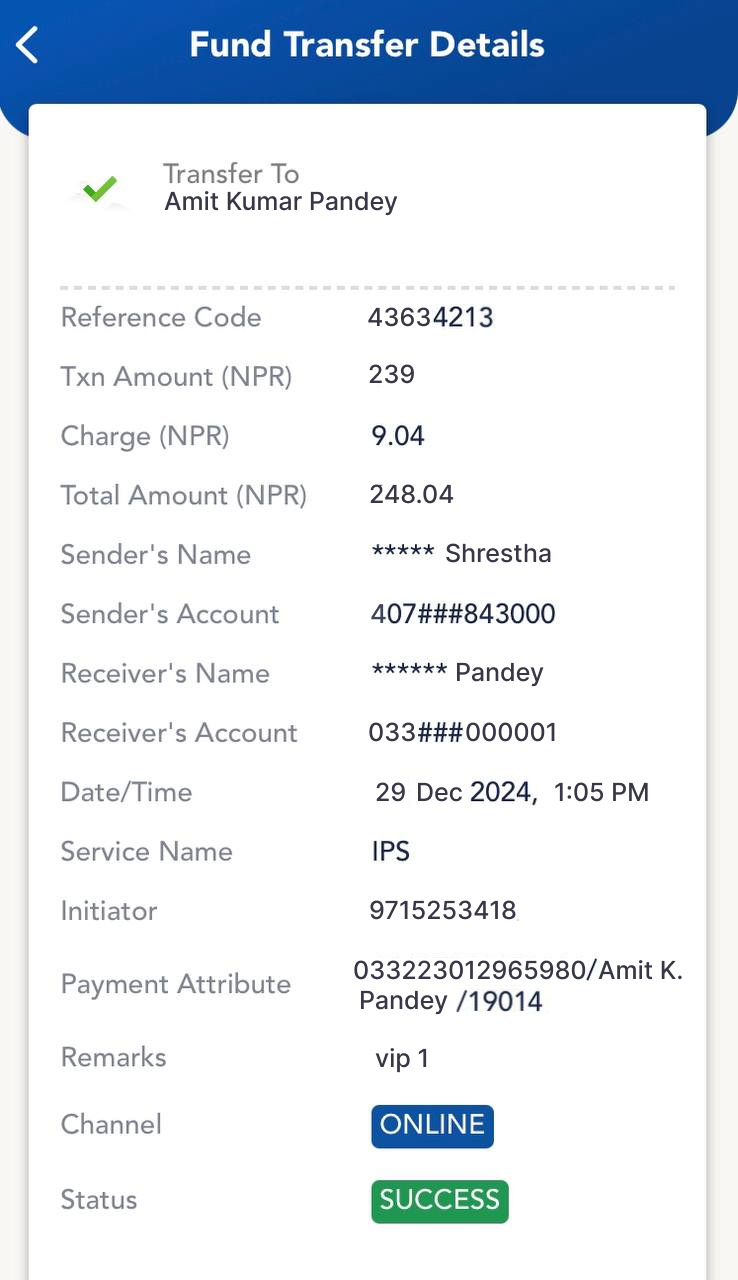 Fund Transfer Details
Transfer To
Amit Kumar Pandey
Reference Code 43634213
Txn Amount (NPR) 239
Charge (NPR) 9.04
Total Amount (NPR) 248.04
Sender's Name ***** Shrestha
Sender's Account 407###843000
Receiver's Name ****** Pandey
Receiver's Account 033###000001
Date/Time 29 Dec 2024, 1:05 PM
Service Name IPS
Initiator 9715253418
Payment Attribute 033223012965980/Amit K.
Pandey /19014
Remarks vip 1
Channel ONLINE
Status SUCCESS